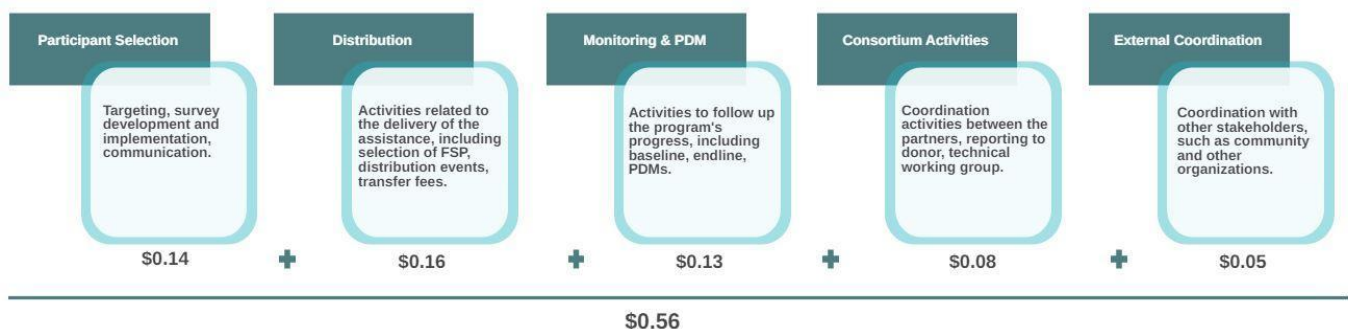 Participant Selection
Targeting, survey
development and
implementation,
communication.
$0.14
Distribution
Activities related to
the delivery of the
assistance, including
selection of FSP,
distribution events,
transfer fees.
$0.16
Monitoring & PDM
Activities to follow up
the program's
progress, including
baseline, endline,
PDMs.
$0.13
Consortium Activities
Coordination
activities between the
partners, reporting to
donor, technical
working group.
$0.08
External Coordination
Coordination with
other stakeholders,
such as community
and other
organizations.
$0.05
$0.56